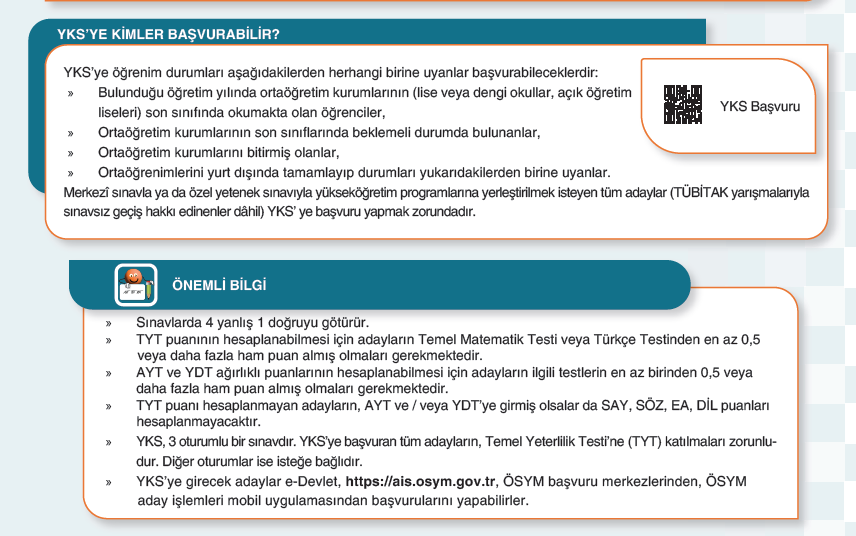 YKS'YE KİMLER BAŞVURABİLİR?
YKS'ye öğrenim durumları aşağıdakilerden herhangi birine uyanlar başvurabileceklerdir:
» Bulunduğu öğretim yılında ortaöğretim kurumlarının (lise veya dengi okullar, açık öğretim
liseleri) son sınıfında okumakta olan öğrenciler,
» Ortaöğretim kurumlarının son sınıflarında beklemeli durumda bulunanlar,
» Ortaöğretim kurumlarını bitirmiş olanlar,
» Ortaöğrenimlerini yurt dışında tamamlayıp durumları yukarıdakilerden birine uyanlar.
Merkezî sınavla ya da özel yetenek sınavıyla yükseköğretim programlarına yerleştirilmek isteyen tüm adaylar (TÜBİTAK yarışmalarıyla
sınavsız geçiş hakkı edinenler dâhil) YKS' ye başvuru yapmak zorundadır.
YKS Başvuru
ÖNEMLİ BİLGİ
» Sınavlarda 4 yanlış 1 doğruyu götürür.
» TYT puanının hesaplanabilmesi için adayların Temel Matematik Testi veya Türkçe Testinden en az 0,5
veya daha fazla ham puan almış olmaları gerekmektedir.
» AYT ve YDT ağırlıklı puanlarının hesaplanabilmesi için adayların ilgili testlerin en az birinden 0,5 veya
daha fazla ham puan almış olmaları gerekmektedir.
» TYT puanı hesaplanmayan adayların, AYT ve / veya YDT'ye girmiş olsalar da SAY, SÖZ, EA, DİL puanları
hesaplanmayacaktır.
» YKS, 3 oturumlu bir sınavdır. YKS'ye başvuran tüm adayların, Temel Yeterlilik Testi'ne (TYT) katılmaları zorunlu-
dur. Diğer oturumlar ise isteğe bağlıdır.
» YKS'ye girecek adaylar e-Devlet, https://ais.osym.gov.tr, ÖSYM başvuru merkezlerinden, ÖSYM
aday işlemleri mobil uygulamasından başvurularını yapabilirler.